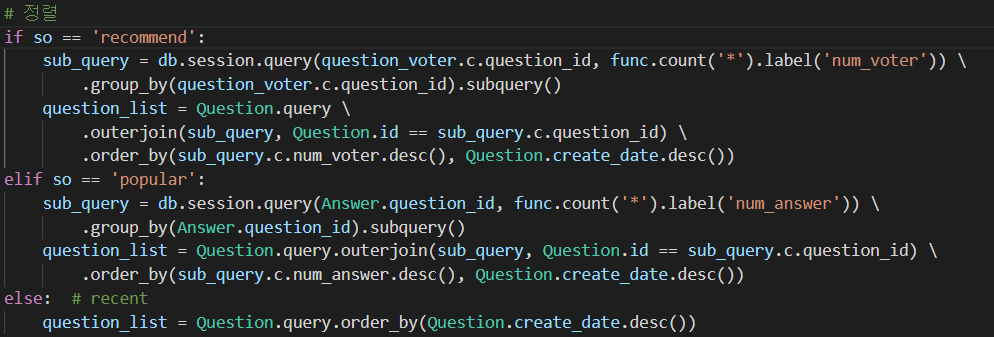 # 정렬
if so == 'recommend':
    sub_query = db.session.query(question_voter.c.question_id, func.count('*').label('num_voter')) \
        .group_by(question_voter.c.question_id).subquery()
    question_list = Question.query \
        .outerjoin(sub_query, Question.id == sub_query.c.question_id) \
        .order_by(sub_query.c.num_voter.desc(), Question.create_date.desc())
elif so == 'popular':
    sub_query = db.session.query(Answer.question_id, func.count('*').label('num_answer')) \
        .group_by(Answer.question_id).subquery()
    question_list = Question.query.outerjoin(sub_query, Question.id == sub_query.c.question_id) \
        .order_by(sub_query.c.num_answer.desc(), Question.create_date.desc())
else:  # recent
    question_list = Question.query.order_by(Question.create_date.desc())